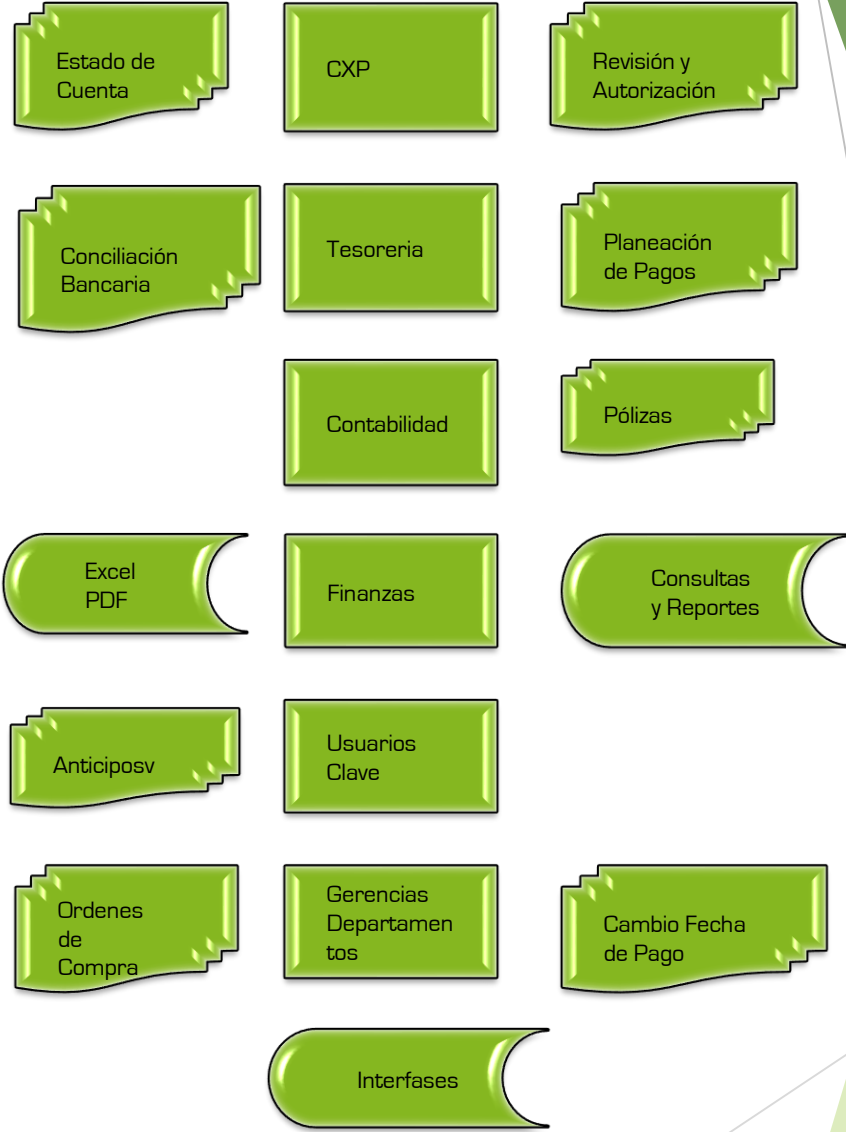 Estado de
Cuenta
CXP
Revisión y
Autorización
Conciliación
Bancaria
Tesoreria
Planeación
de Pagos
Contabilidad
Pólizas
Excel
PDF
Finanzas
Consultas
y Reportes
Anticiposv
Usuarios
Clave
Ordenes
de
Compra
Gerencias
Departamen
tos
Cambio Fecha
de Pago
Interfases